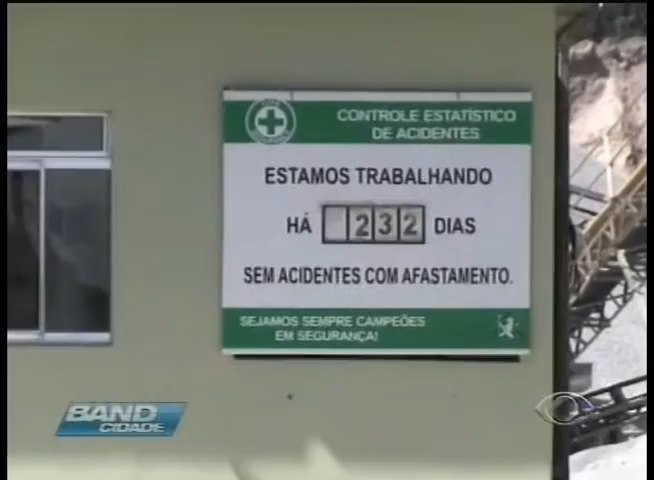 CONTROLE ESTATÍSTICO
DE ACIDENTES
ESTAMOS TRABALHANDO
HÁ 232 DIAS
SEM ACIDENTES COM AFASTAMENTO.
SEJAMOS SEMPRE CAMPEÕES
EM SEGURANÇA!
BAND
CIDADE